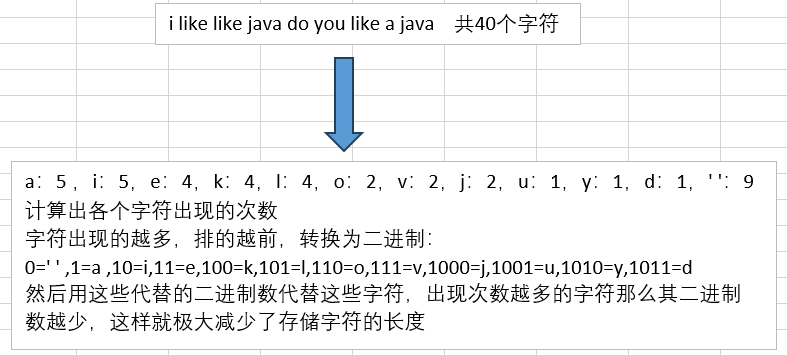 i like like java do you like a java 共40个字符
a：5，i：5，e：4，k：4，l：4，o：2，v：2，j：2，u：1，y：1，d：1，' '：9
计算出各个字符出现的次数
字符出现的越多，排的越前，转换为二进制：
0=' ' ,1=a ,10=i,11=e,100=k,101=l,110=o,111=v,1000=j,1001=u,1010=y,1011=d
然后用这些代替的二进制数代替这些字符，出现次数越多的字符那么其二进制
数越少，这样就极大减少了存储字符的长度